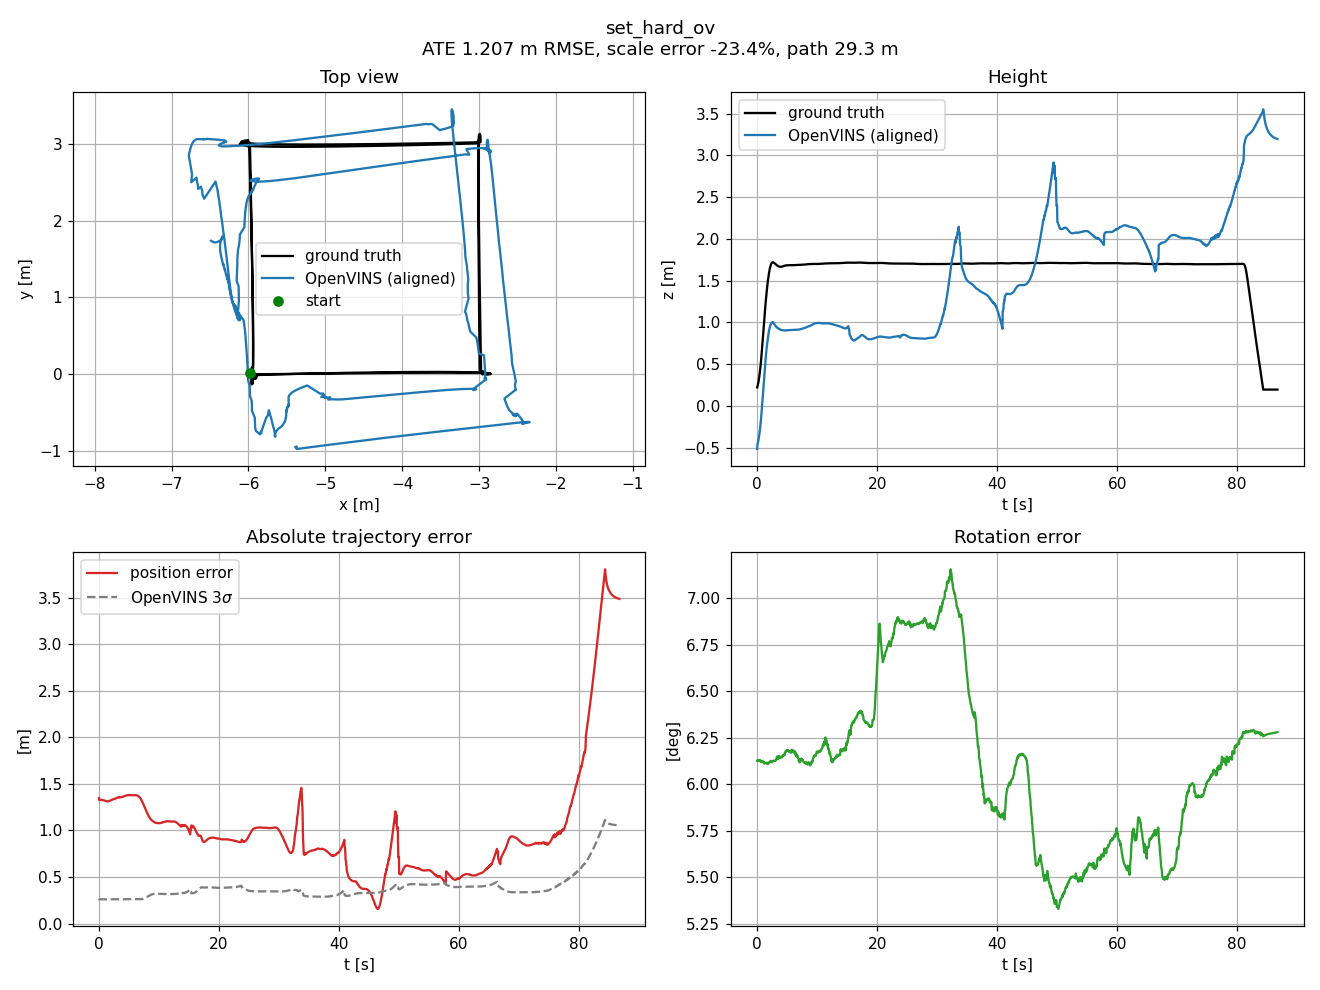 set_hard_ov
ATE 1.207 m RMSE, scale error -23.4%, path 29.3 m
Top view
3
2
1
0
−1
−8
−7
−6
−5
−4
−3
−2
−1
x [m]
y [m]
ground truth
OpenVINS (aligned)
start
Height
3.5
3.0
2.5
2.0
1.5
1.0
0.5
0.0
−0.5
0
20
40
60
80
t [s]
z [m]
ground truth
OpenVINS (aligned)
Absolute trajectory error
3.5
3.0
2.5
2.0
1.5
1.0
0.5
0.0
0
20
40
60
80
t [s]
[m]
position error
OpenVINS 3σ
Rotation error
7.00
6.75
6.50
6.25
6.00
5.75
5.50
5.25
0
20
40
60
80
t [s]
[deg]